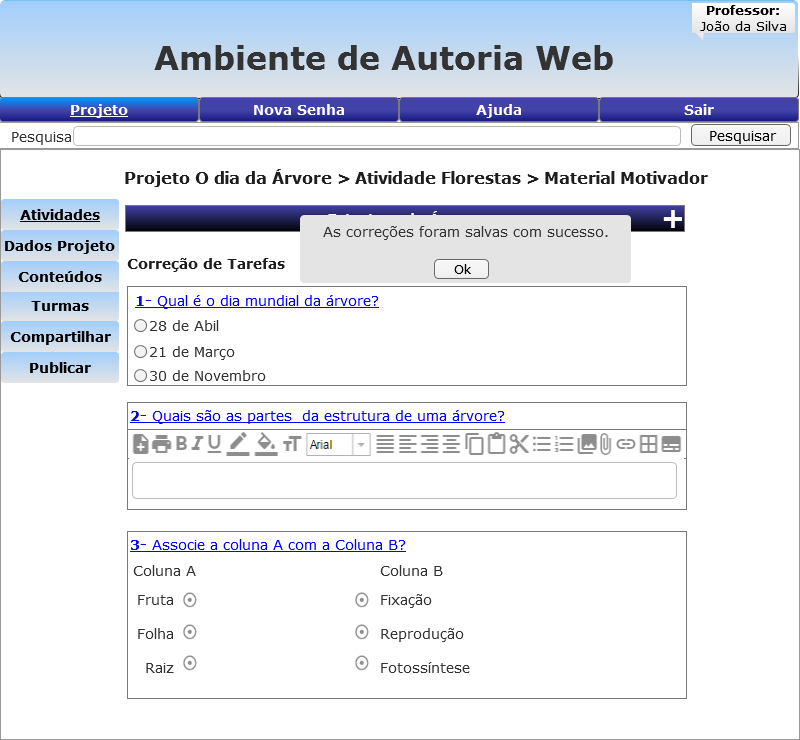 Professor:
João da Silva
Ambiente de Autoria Web
Projeto
Nova Senha
Ajuda
Sair
Pesquisa
Pesquisar
Projeto O dia da Árvore > Atividade Florestas > Material Motivador
Atividades
Dados Projeto
Conteúdos
Turmas
Compartilhar
Publicar
As correções foram salvas com sucesso.
Ok
Correção de Tarefas
1- Qual é o dia mundial da árvore?
28 de Abil
21 de Março
30 de Novembro
2- Quais são as partes  da estrutura de uma árvore?
B I U Arial
3- Associe a coluna A com a Coluna B?
Coluna A Coluna B
Fruta Fixação
Folha Reprodução
Raiz Fotossíntese